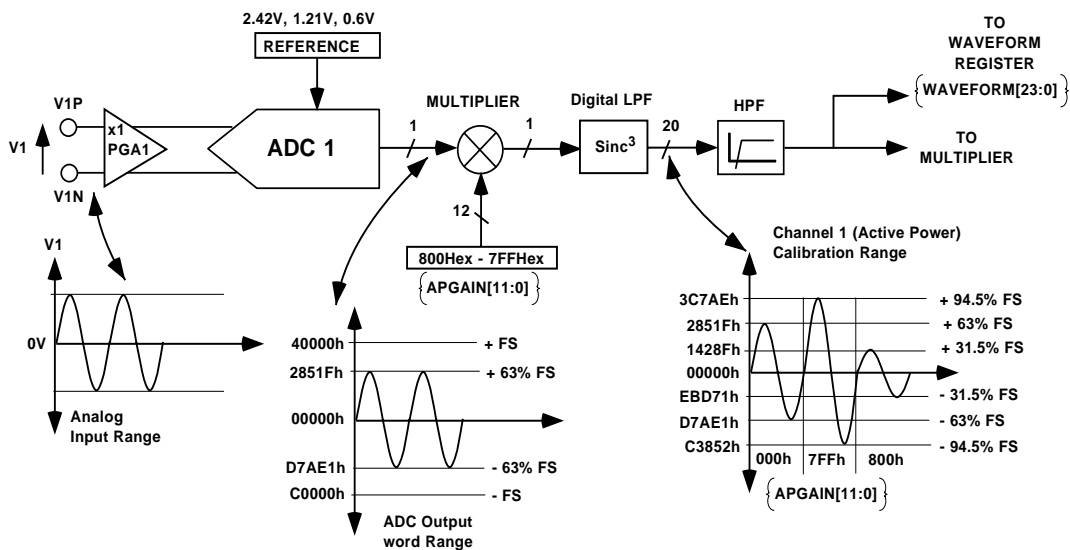 2.42V, 1.21V, 0.6V
REFERENCE
TO
WAVEFORM
REGISTER
WAVEFORM[23:0]
TO
MULTIPLIER
V1P
V1
V1N
x1
PGA1
ADC 1
1
MULTIPLIER
1
Digital LPF
Sinc3
20
HPF
12
800Hex - 7FFHex
APGAIN[11:0]
V1
0V
Analog
Input Range
40000h
+ FS
2851Fh
+ 63% FS
00000h
D7AE1h
- 63% FS
C0000h
- FS
ADC Output
word Range
Channel 1 (Active Power)
Calibration Range
3C7AEh
+ 94.5% FS
2851Fh
+ 63% FS
1428Fh
+ 31.5% FS
00000h
EBD71h
- 31.5% FS
D7AE1h
- 63% FS
C3852h
- 94.5% FS
000h
7FFh
800h
APGAIN[11:0]